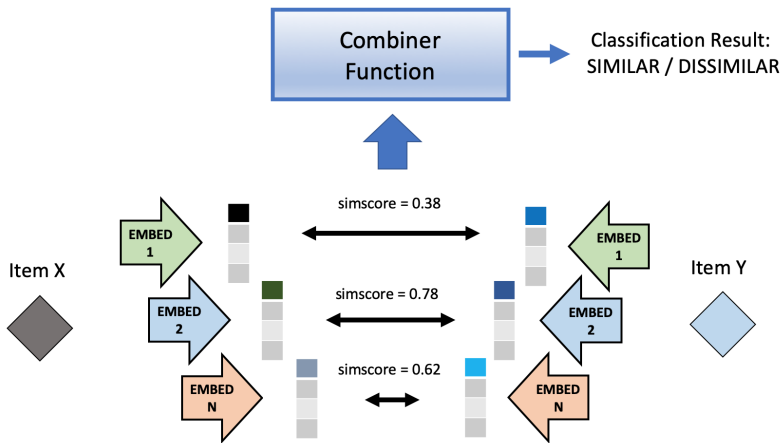 Combiner
Function
Classification Result:
SIMILAR / DISSIMILAR
simscore = 0.38
EMBED
1
EMBED
1
Item X
Item Y
simscore = 0.78
EMBED
2
EMBED
2
simscore = 0.62
EMBED
N
EMBED
N